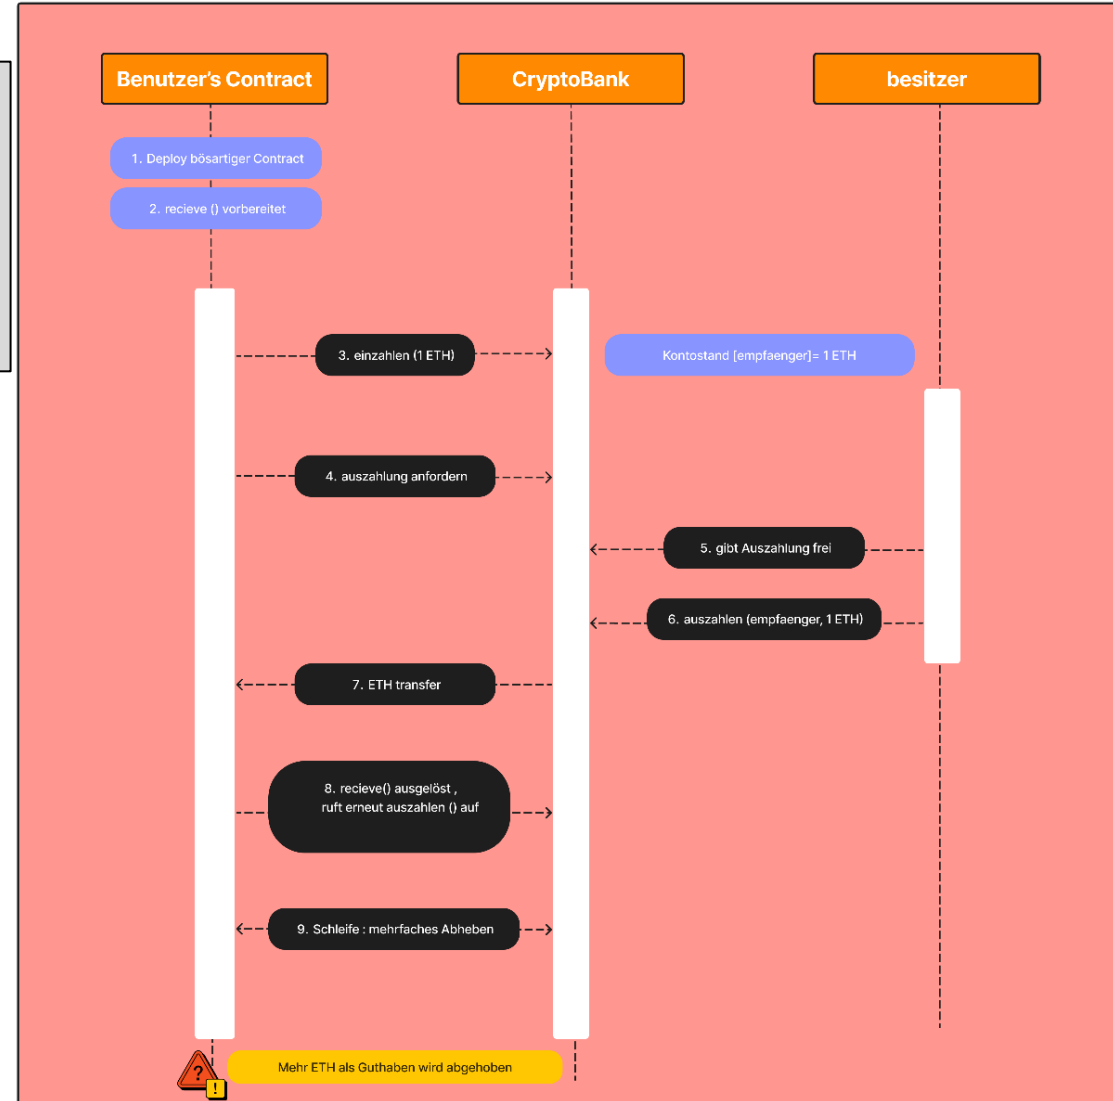 Benutzer's Contract
CryptoBank
besitzer
1. Deploy bösartiger Contract
2. recieve () vorbereitet
3. einzahlen (1 ETH)
Kontostand [empfaenger]= 1 ETH
4. auszahlung anfordern
5. gibt Auszahlung frei
6. auszahlen (empfaenger, 1 ETH)
7. ETH transfer
8. recieve() ausgelöst ,
ruft erneut auszahlen () auf
9. Schleife : mehrfaches Abheben
?
!
Mehr ETH als Guthaben wird abgehoben